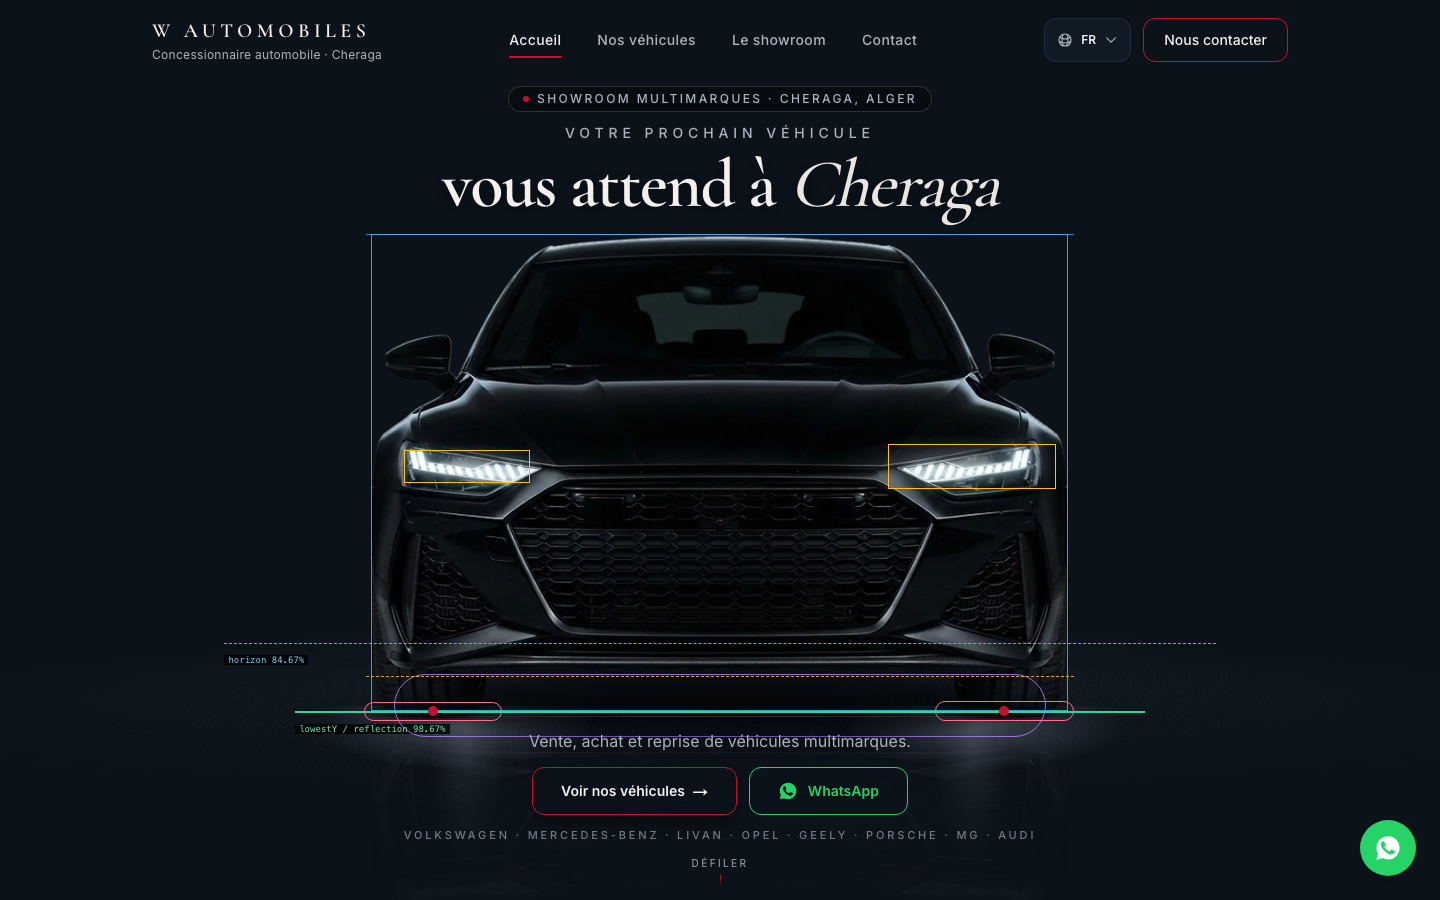 W AUTOMOBILES
Concessionnaire automobile · Cheraga
Accueil
Nos véhicules
Le showroom
Contact
FR
Nous contacter
SHOWROOM MULTIMARQUES · CHERAGA, ALGER
VOTRE PROCHAIN VÉHICULE
vous attend à Cheraga
horizon 84.67%
lowestY / reflection 98.67%
Vente, achat et reprise de véhicules multimarques.
Voir nos véhicules →
WhatsApp
VOLKSWAGEN · MERCEDES-BENZ · LIVAN · OPEL · GEELY · PORSCHE · MG · AUDI
DÉFILER